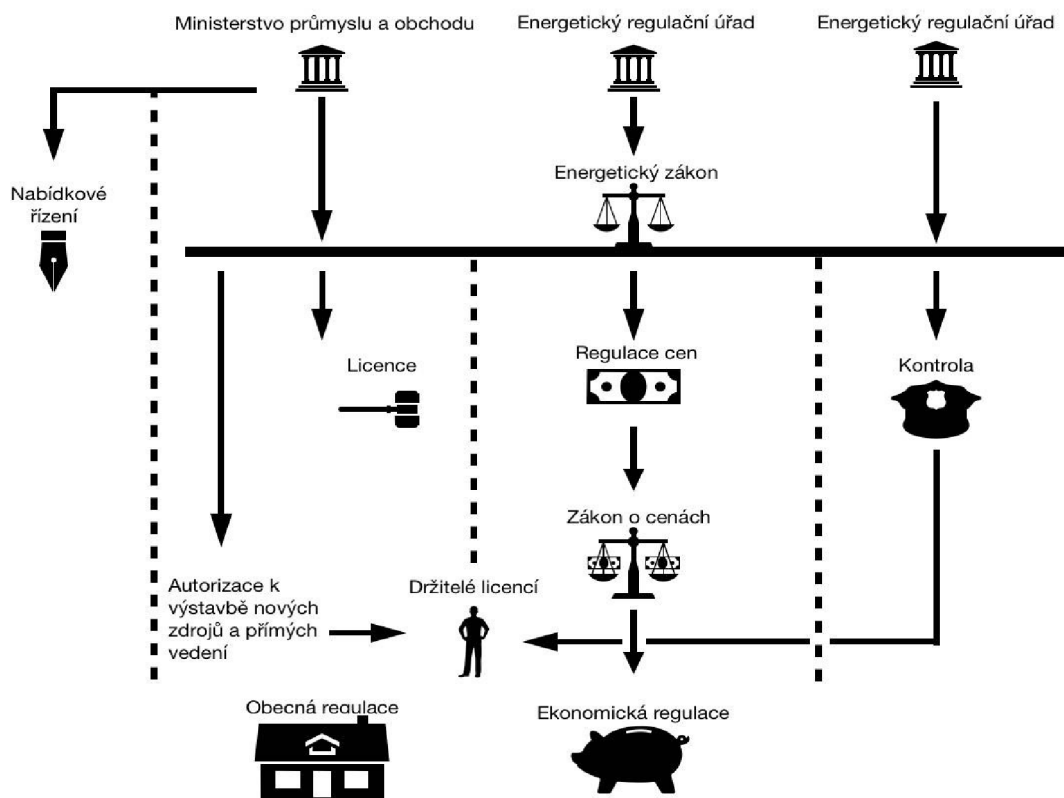 Ministerstvo průmyslu a obchodu
Energetický regulační úřad
Energetický regulační úřad
Energetický zákon
Nabídkové
řízení
Licence
Regulace cen
Kontrola
Zákon o cenách
Autorizace k
výstavbě nových
zdrojů a přímých
vedení
Držitelé licencí
Obecná regulace
Ekonomická regulace